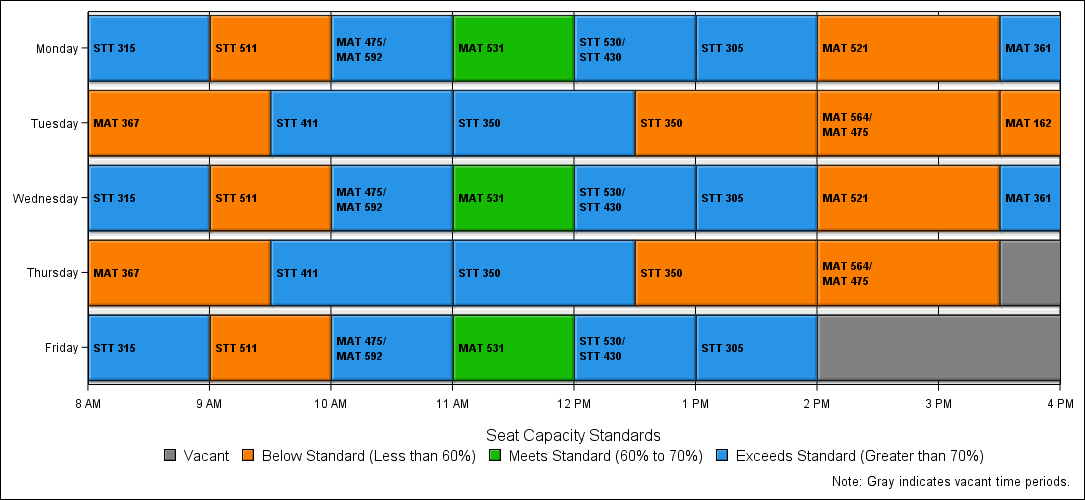 Monday
STT 315
STT 511
MAT 475/
MAT 592
MAT 531
STT 530/
STT 430
STT 305
MAT 521
MAT 361
Tuesday
MAT 367
STT 411
STT 350
STT 350
MAT 564/
MAT 475
MAT 162
Wednesday
STT 315
STT 511
MAT 475/
MAT 592
MAT 531
STT 530/
STT 430
STT 305
MAT 521
MAT 361
Thursday
MAT 367
STT 411
STT 350
STT 350
MAT 564/
MAT 475
Friday
STT 315
STT 511
MAT 475/
MAT 592
MAT 531
STT 530/
STT 430
STT 305
8 AM 9 AM 10 AM 11 AM 12 PM 1 PM 2 PM 3 PM 4 PM
Seat Capacity Standards
Vacant Below Standard (Less than 60%) Meets Standard (60% to 70%) Exceeds Standard (Greater than 70%)
Note: Gray indicates vacant time periods.